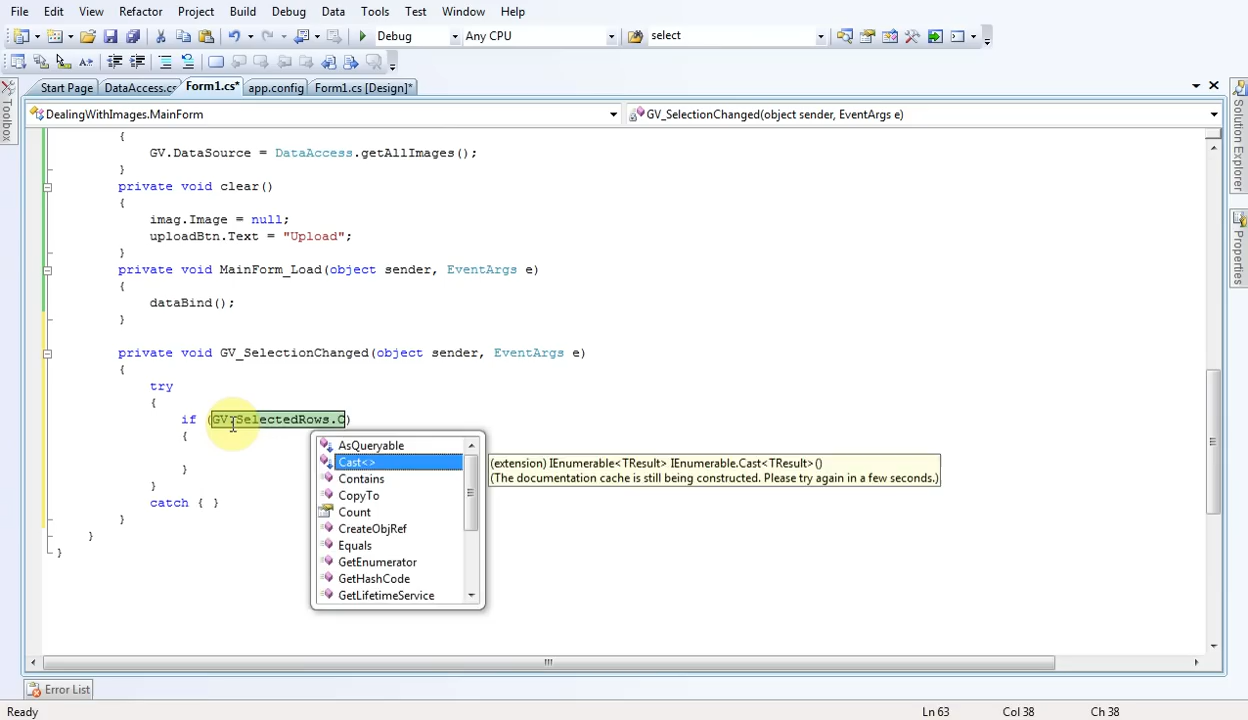 File Edit View Refactor Project Build Debug Data Tools Test Window Help
Debug Any CPU select
Start Page DataAccess.cs Form1.cs* app.config Form1.cs [Design]*
DealingWithImages.MainForm GV_SelectionChanged(object sender, EventArgs e)
{
GV.DataSource = DataAccess.getAllImages();
}
private void clear()
{
imag.Image = null;
uploadBtn.Text = "Upload";
}
private void MainForm_Load(object sender, EventArgs e)
{
dataBind();
}
private void GV_SelectionChanged(object sender, EventArgs e)
{
try
{
if (GV.SelectedRows.C)
{
}
}
catch { }
}
}
}
AsQueryable
Cast<>
Contains
CopyTo
Count
CreateObjRef
Equals
GetEnumerator
GetHashCode
GetLifetimeService
(extension) IEnumerable<TResult> IEnumerable.Cast<TResult>()
(The documentation cache is still being constructed. Please try again in a few seconds.)
Toolbox
Solution Explorer
Properties
Error List
Ready Ln 63 Col 38 Ch 38